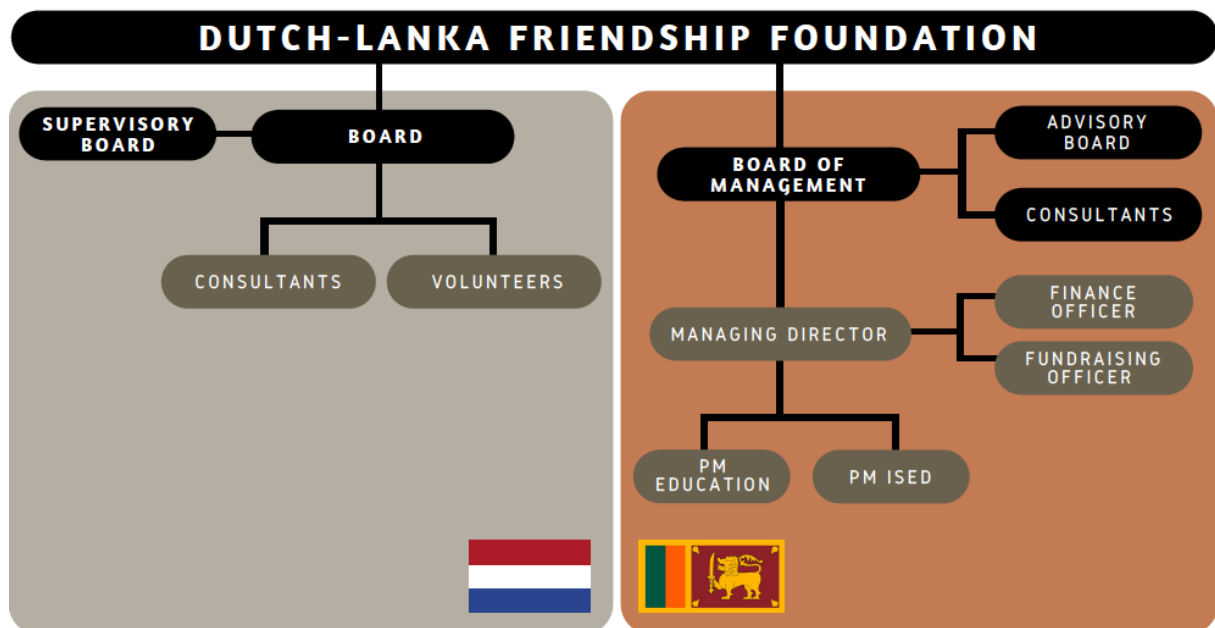 DUTCH-LANKA FRIENDSHIP FOUNDATION
SUPERVISORY
BOARD
BOARD
CONSULTANTS
VOLUNTEERS
BOARD OF
MANAGEMENT
ADVISORY
BOARD
CONSULTANTS
MANAGING DIRECTOR
FINANCE
OFFICER
FUNDRAISING
OFFICER
PM
EDUCATION
PM ISED